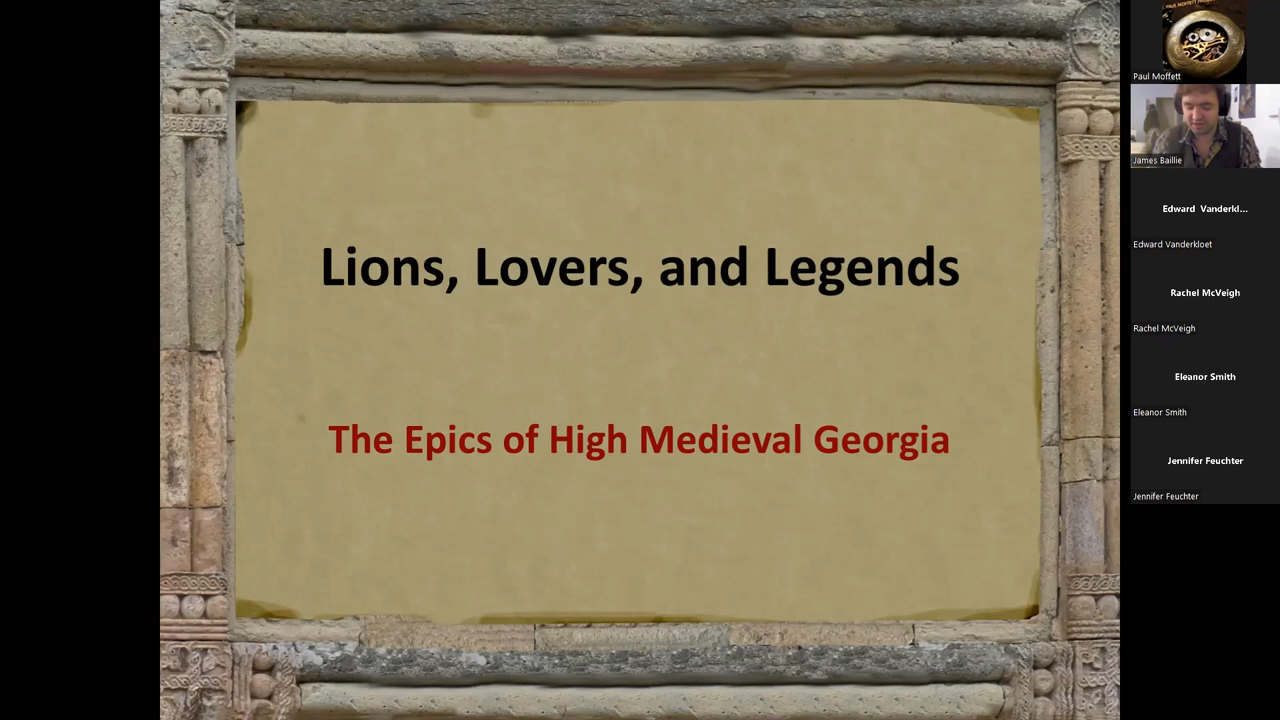 Lions, Lovers, and Legends
The Epics of High Medieval Georgia
Paul Moffett
James Baillie
Edward Vanderkl...
Edward Vanderkloet
Rachel McVeigh
Rachel McVeigh
Eleanor Smith
Eleanor Smith
Jennifer Feuchter
Jennifer Feuchter